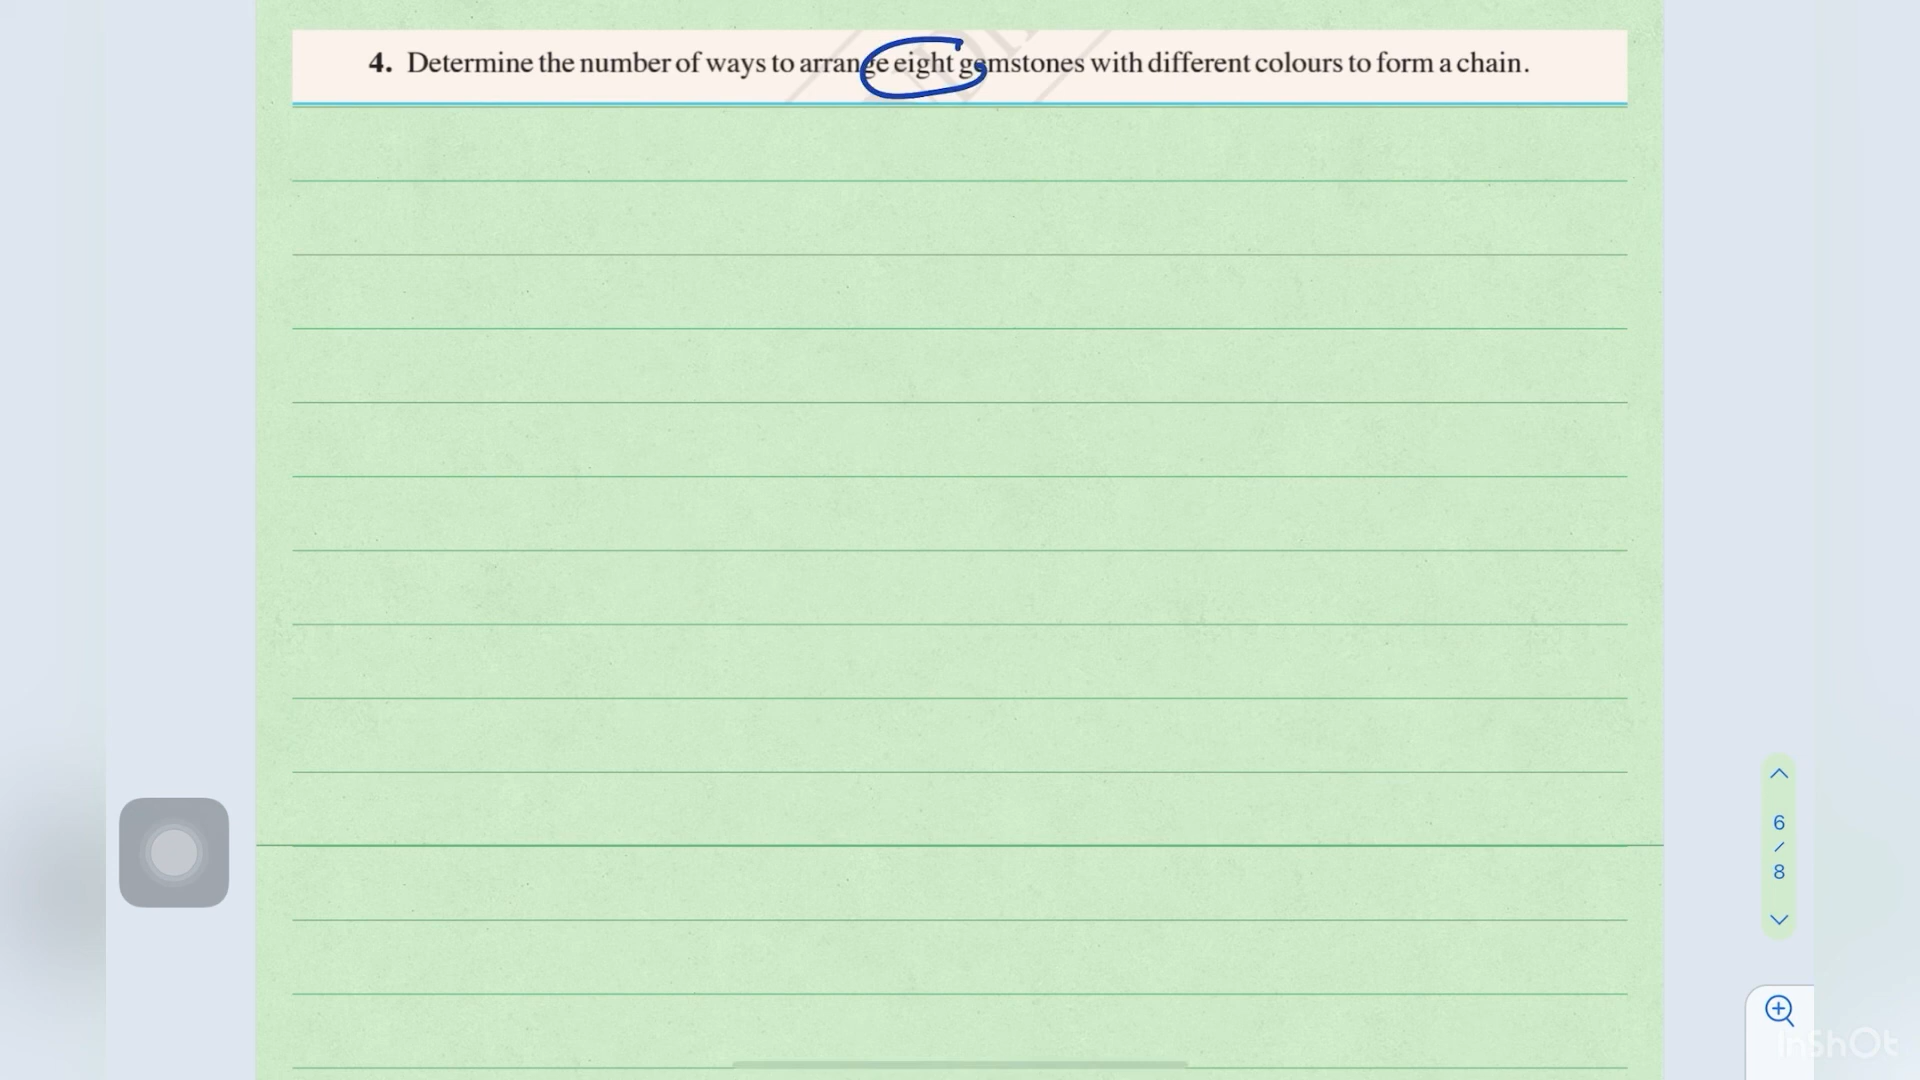 4. Determine the number of ways to arrange eight gemstones with different colours to form a chain.
6
/
8
InShOt